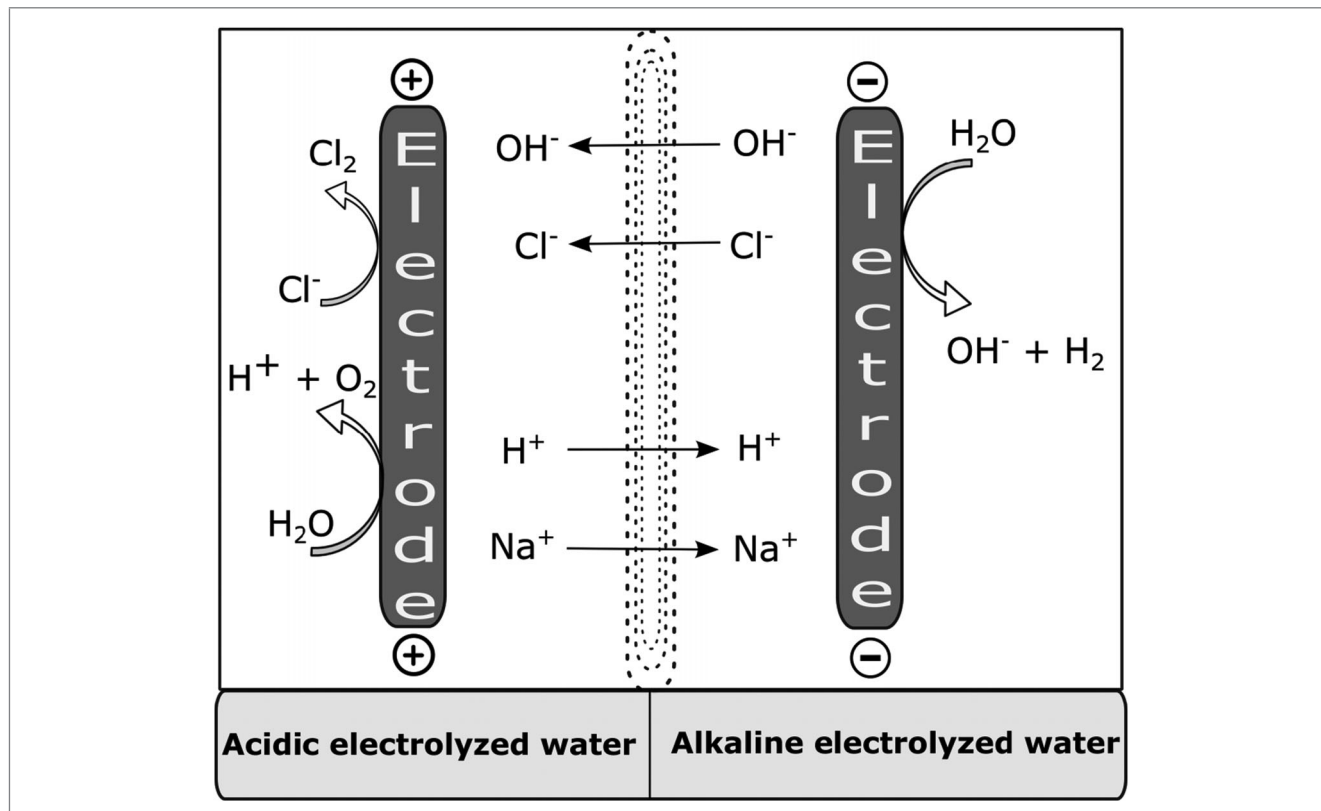 +
−
Electrode
Electrode
Cl₂
Cl⁻
H⁺ + O₂
H₂O
OH⁻
OH⁻
Cl⁻
Cl⁻
H⁺
H⁺
Na⁺
Na⁺
H₂O
OH⁻ + H₂
+
−
Acidic electrolyzed water
Alkaline electrolyzed water